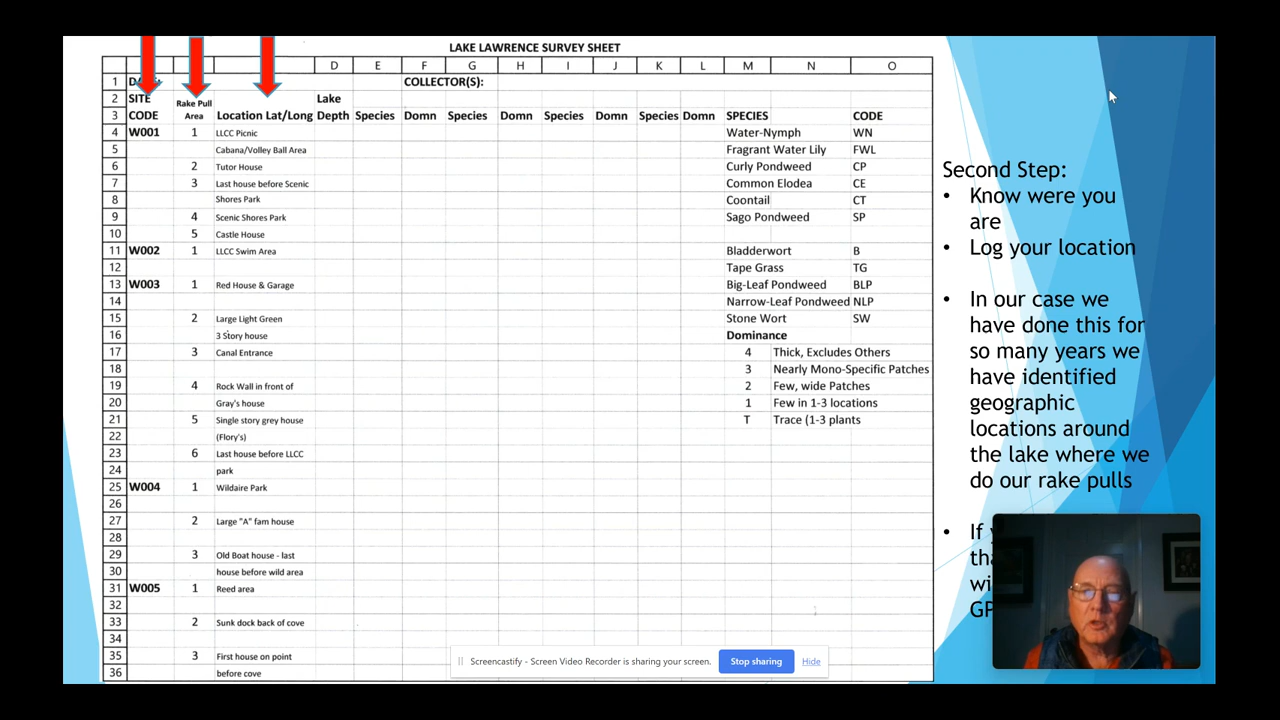 LAKE LAWRENCE SURVEY SHEET
D E F G H I J K L M N O
1 COLLECTOR(S):
2 SITE Rake Pull Lake
3 CODE Area Location Lat/Long Depth Species Domn Species Domn Species Domn Species Domn SPECIES CODE
4 W001 1 LLCC Picnic Water-Nymph WN
5 Cabana/Volley Ball Area Fragrant Water Lily FWL
6 2 Tutor House Curly Pondweed CP
7 3 Last house before Scenic Common Elodea CE
8 Shores Park Coontail CT
9 4 Scenic Shores Park Sago Pondweed SP
10 5 Castle House
11 W002 1 LLCC Swim Area Bladderwort B
12 Tape Grass TG
13 W003 1 Red House & Garage Big-Leaf Pondweed BLP
14 Narrow-Leaf Pondweed NLP
15 2 Large Light Green Stone Wort SW
16 3 Story house Dominance
17 3 Canal Entrance 4 Thick, Excludes Others
18 3 Nearly Mono-Specific Patches
19 4 Rock Wall in front of 2 Few, wide Patches
20 Gray's house 1 Few in 1-3 locations
21 5 Single story grey house T Trace (1-3 plants
22 (Flory's)
23 6 Last house before LLCC
24 park
25 W004 1 Wildaire Park
26
27 2 Large "A" fam house
28
29 3 Old Boat house - last
30 house before wild area
31 W005 1 Reed area
32
33 2 Sunk dock back of cove
34
35 3 First house on point
36 before cove
Second Step:
• Know were you
are
• Log your location
• In our case we
have done this for
so many years we
have identified
geographic
locations around
the lake where we
do our rake pulls
• If
Screencastify - Screen Video Recorder is sharing your screen. Stop sharing Hide